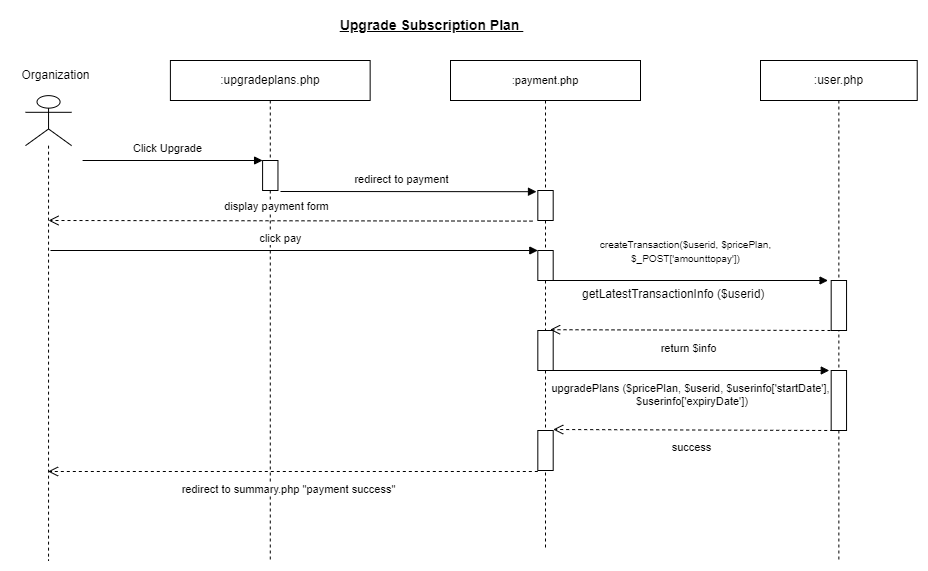 Upgrade Subscription Plan
Organization
:upgradeplans.php
:payment.php
:user.php
Click Upgrade
redirect to payment
display payment form
click pay
createTransaction($userid, $pricePlan,
$_POST['amounttopay'])
getLatestTransactionInfo ($userid)
return $info
upgradePlans ($pricePlan, $userid, $userinfo['startDate'],
$userinfo['expiryDate'])
success
redirect to summary.php "payment success"